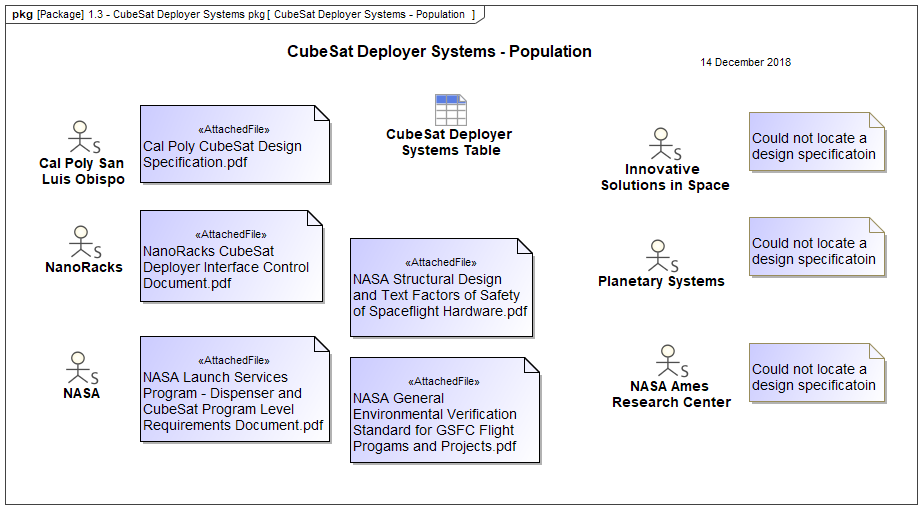 pkg [Package] 1.3 - CubeSat Deployer Systems pkg [ CubeSat Deployer Systems - Population ]
CubeSat Deployer Systems - Population
14 December 2018
S
Cal Poly San
Luis Obispo
«AttachedFile»
Cal Poly CubeSat Design
Specification.pdf
CubeSat Deployer
Systems Table
S
Innovative
Solutions in Space
Could not locate a
design specificatoin
S
NanoRacks
«AttachedFile»
NanoRacks CubeSat
Deployer Interface Control
Document.pdf
«AttachedFile»
NASA Structural Design
and Text Factors of Safety
of Spaceflight Hardware.pdf
S
Planetary Systems
Could not locate a
design specificatoin
S
NASA
«AttachedFile»
NASA Launch Services
Program - Dispenser and
CubeSat Program Level
Requirements Document.pdf
«AttachedFile»
NASA General
Environmental Verification
Standard for GSFC Flight
Progams and Projects.pdf
S
NASA Ames
Research Center
Could not locate a
design specificatoin